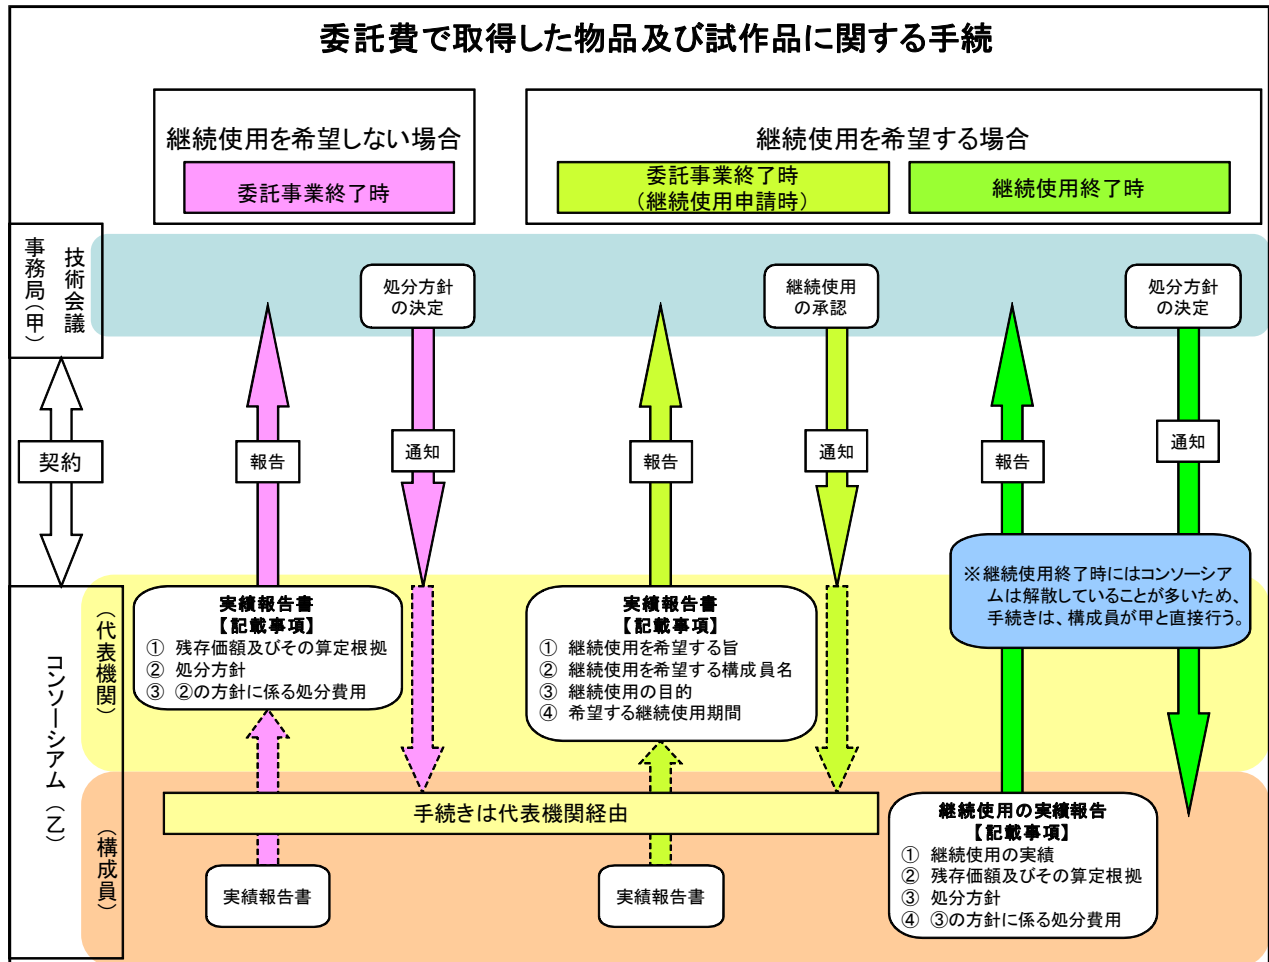 委託費で取得した物品及び試作品に関する手続
継続使用を希望しない場合
委託事業終了時
継続使用を希望する場合
委託事業終了時
（継続使用申請時）
継続使用終了時
技術会議
事務局（甲）
処分方針
の決定
継続使用
の承認
処分方針
の決定
契約
報告
通知
報告
通知
報告
通知
※継続使用終了時にはコンソーシア
ムは解散していることが多いため、
手続きは、構成員が甲と直接行う。
コンソーシアム（乙）
（代表機関）
実績報告書
【記載事項】
① 残存価額及びその算定根拠
② 処分方針
③ ②の方針に係る処分費用
実績報告書
【記載事項】
① 継続使用を希望する旨
② 継続使用を希望する構成員名
③ 継続使用の目的
④ 希望する継続使用期間
（構成員）
手続きは代表機関経由
実績報告書
実績報告書
継続使用の実績報告
【記載事項】
① 継続使用の実績
② 残存価額及びその算定根拠
③ 処分方針
④ ③の方針に係る処分費用